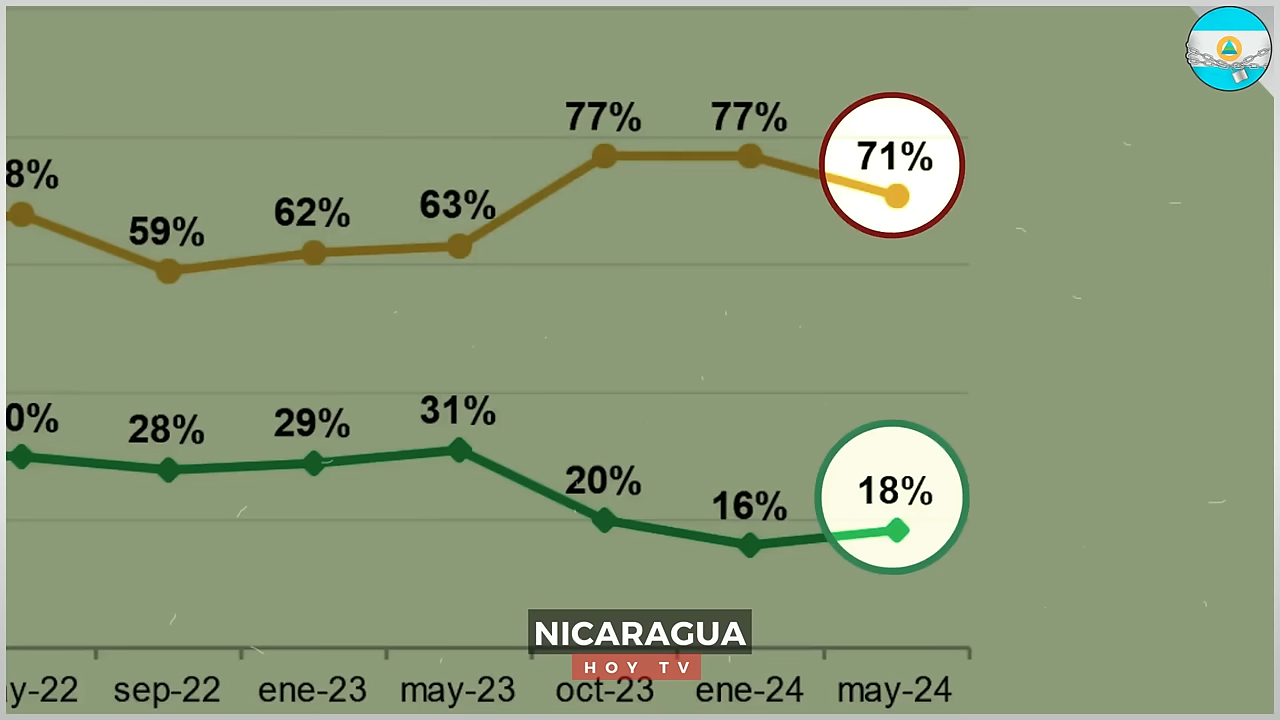 77% 77%
71%
8%
59% 62% 63%
0% 28% 29% 31%
20% 16% 18%
NICARAGUA
HOY TV
y-22 sep-22 ene-23 may-23 oct-23 ene-24 may-24